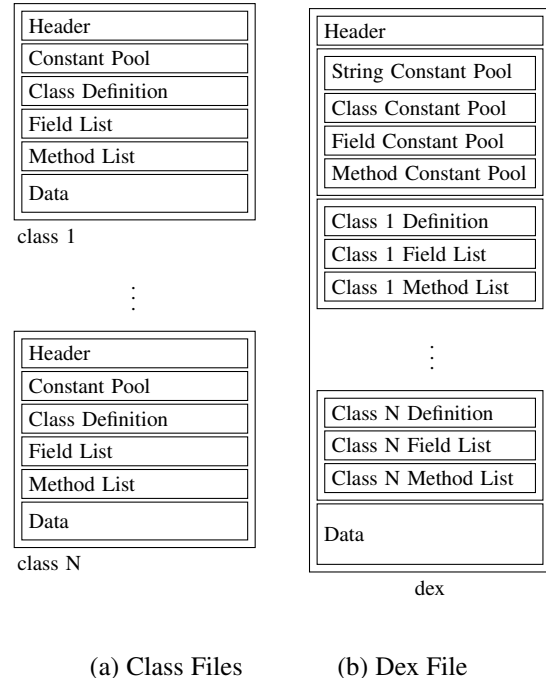 Header
Constant Pool
Class Definition
Field List
Method List
Data
class 1
Header
Constant Pool
Class Definition
Field List
Method List
Data
class N
(a) Class Files
Header
String Constant Pool
Class Constant Pool
Field Constant Pool
Method Constant Pool
Class 1 Definition
Class 1 Field List
Class 1 Method List
Class N Definition
Class N Field List
Class N Method List
Data
dex
(b) Dex File